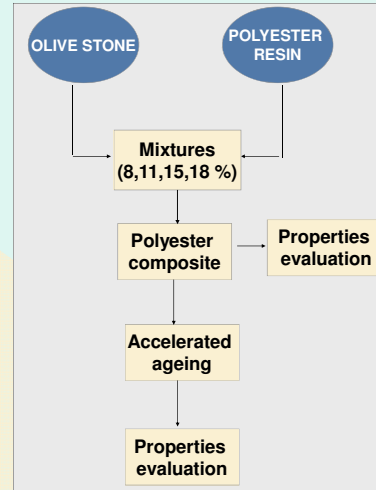 OLIVE STONE
POLYESTER
RESIN
Mixtures
(8,11,15,18 %)
Polyester
composite
Properties
evaluation
Accelerated
ageing
Properties
evaluation